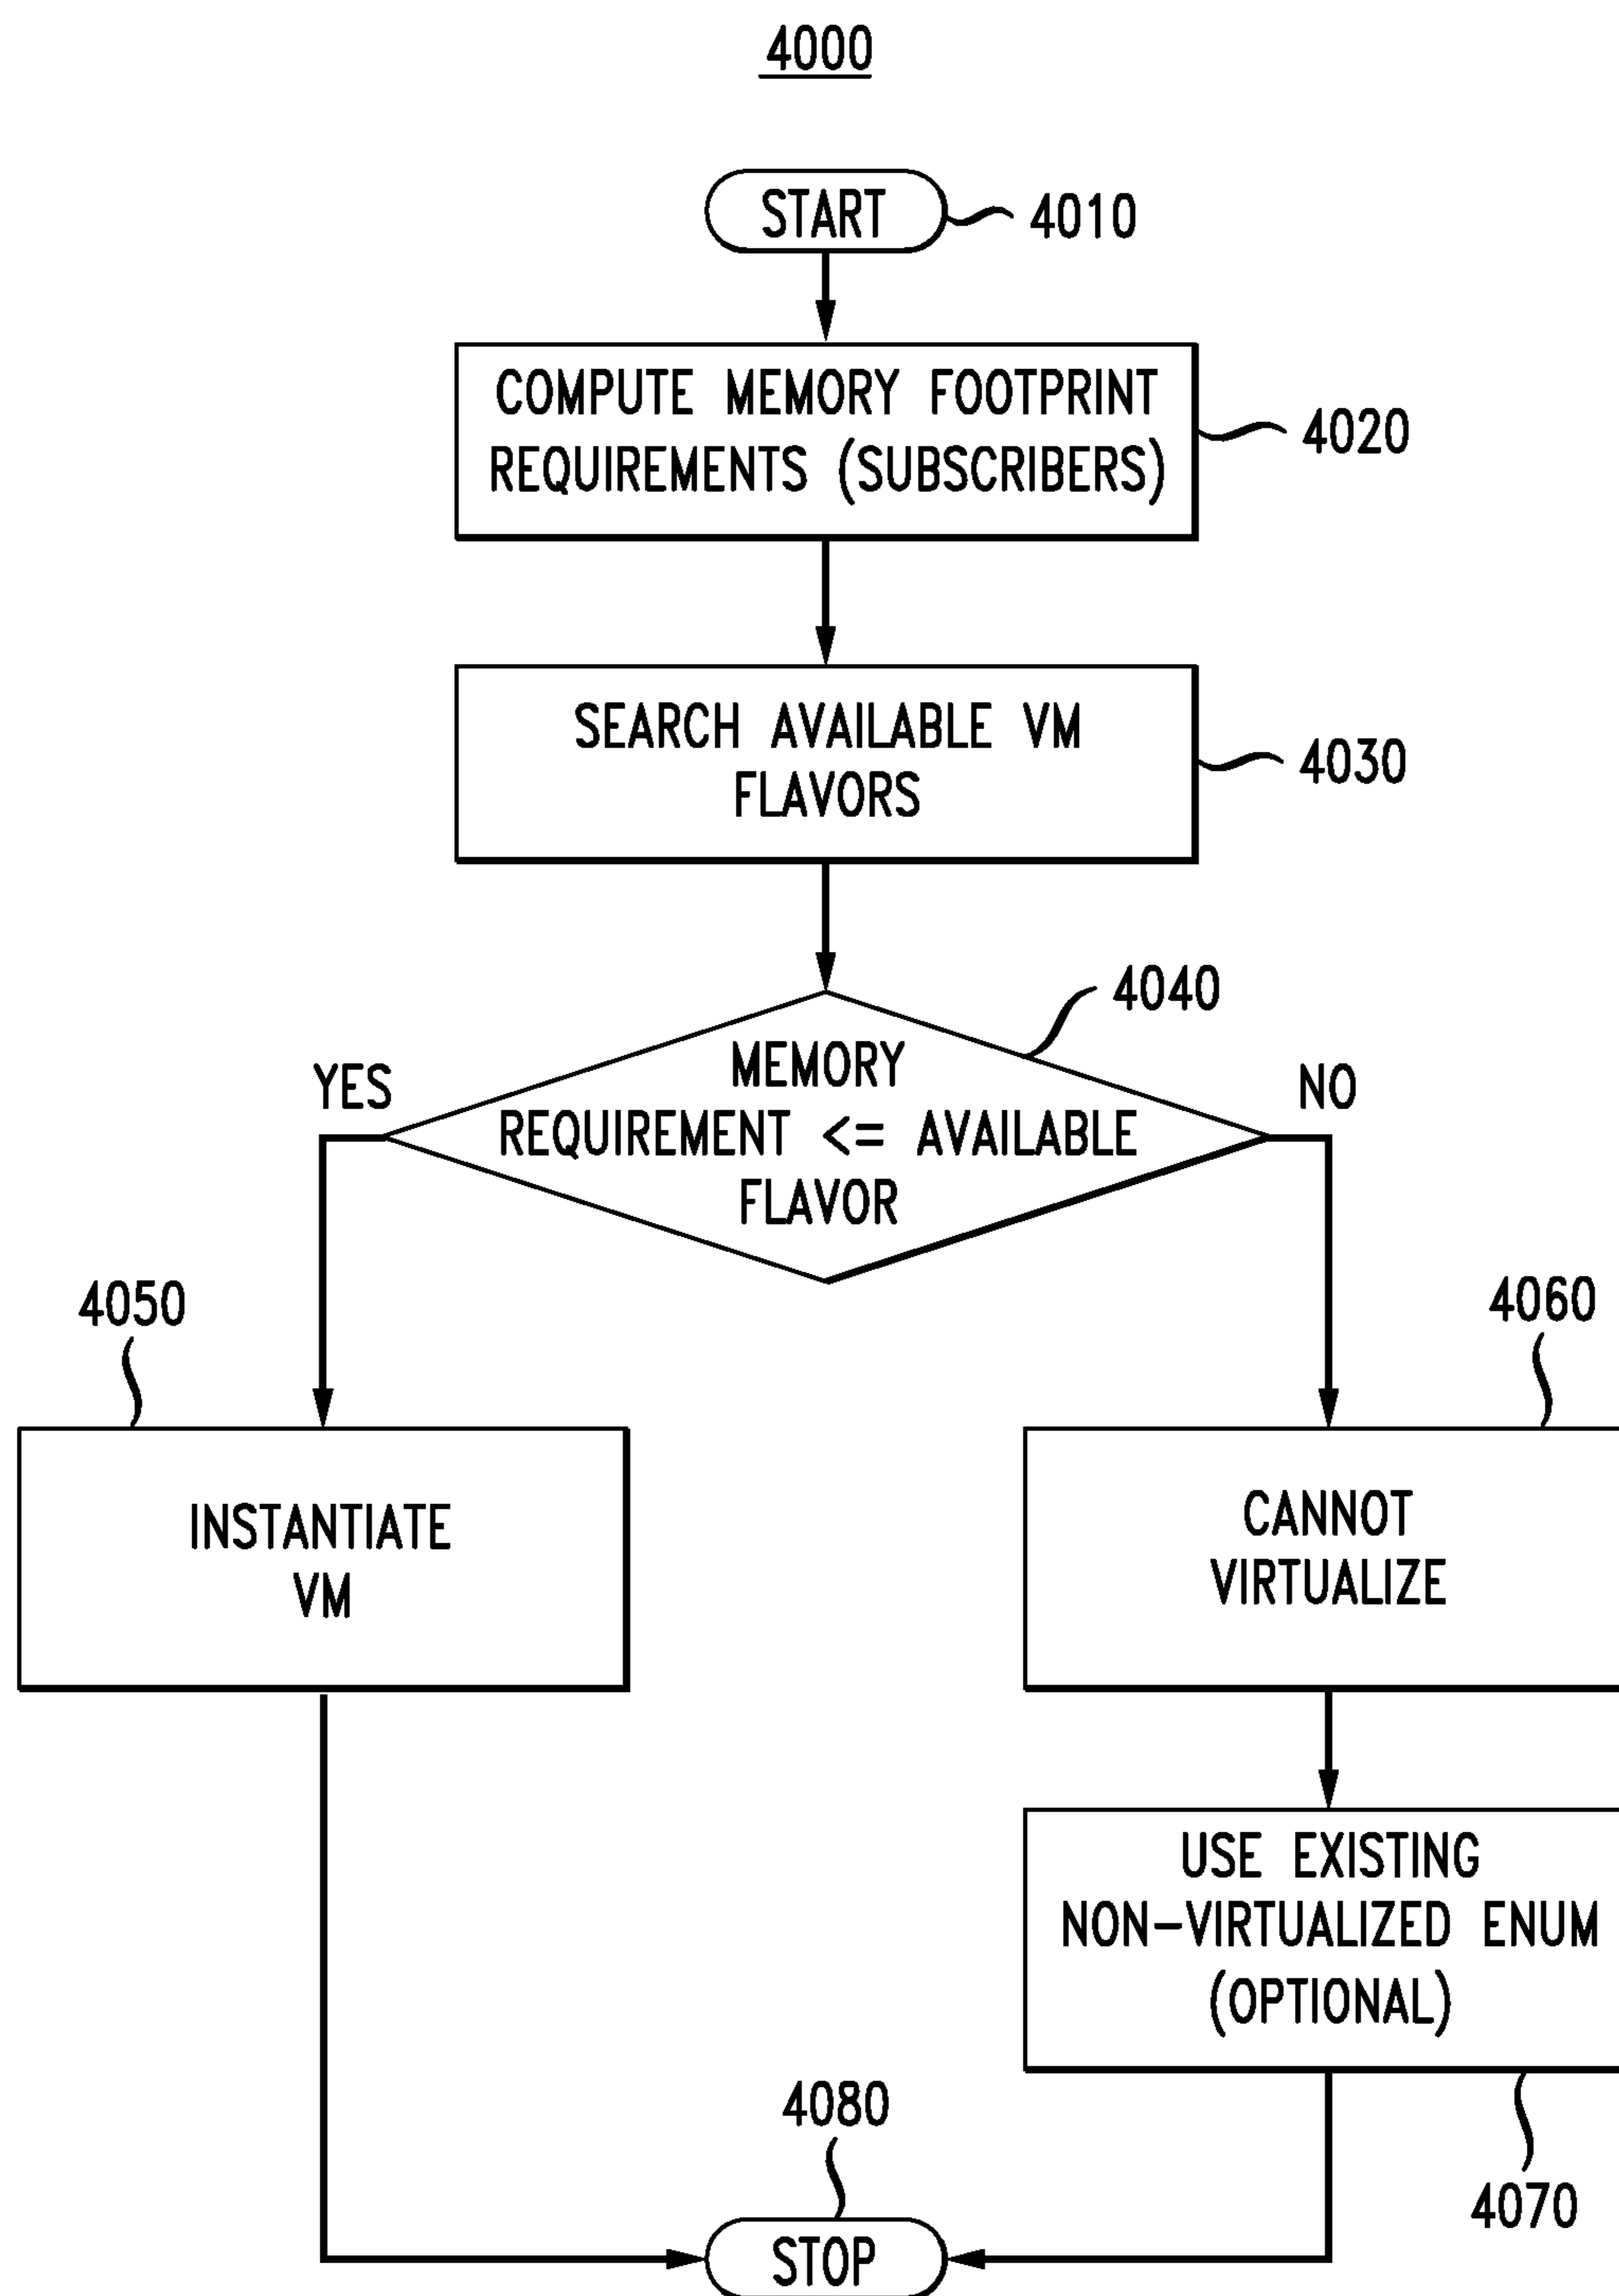 4000
START
4010
COMPUTE MEMORY FOOTPRINT
REQUIREMENTS (SUBSCRIBERS)
4020
SEARCH AVAILABLE VM
FLAVORS
4030
4040
MEMORY
REQUIREMENT <= AVAILABLE
FLAVOR
YES
NO
4050
4060
INSTANTIATE
VM
CANNOT
VIRTUALIZE
USE EXISTING
NON-VIRTUALIZED ENUM
(OPTIONAL)
4080
4070
STOP